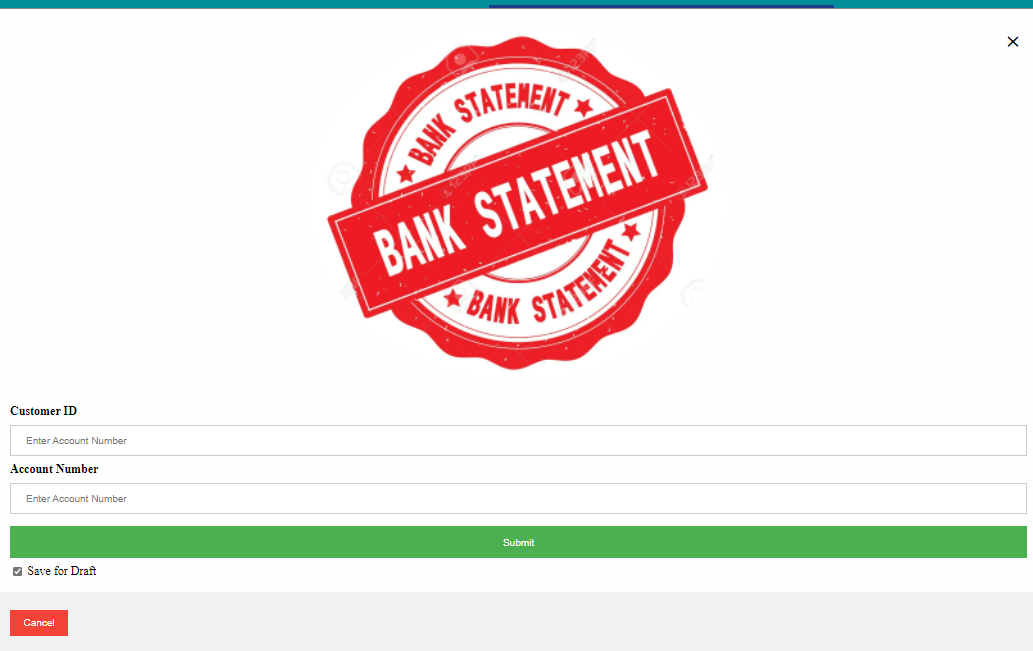 BANK STATEMENT
BANK STATEMENT
BANK STATEMENT
Customer ID
Enter Account Number
Account Number
Enter Account Number
Submit
Save for Draft
Cancel